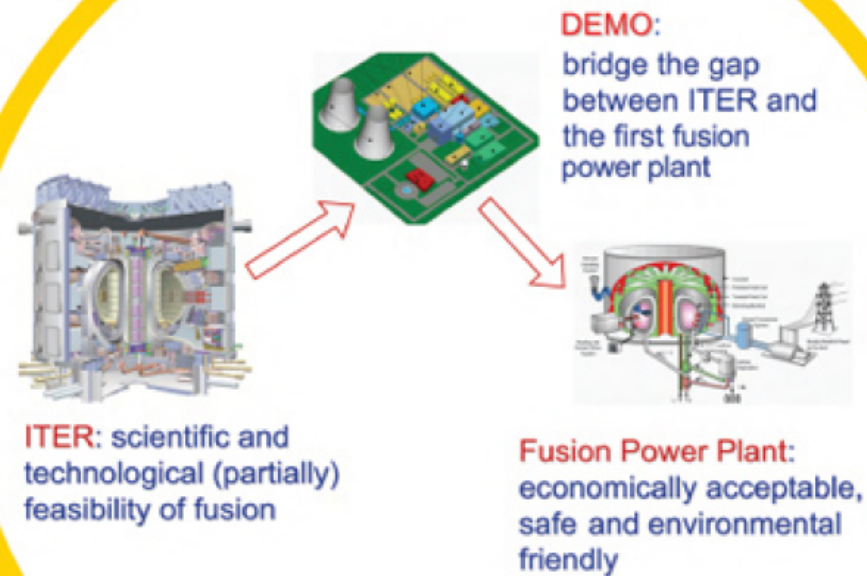 DEMO:
bridge the gap
between ITER and
the first fusion
power plant
ITER: scientific and
technological (partially)
feasibility of fusion
Fusion Power Plant:
economically acceptable,
safe and environmental
friendly